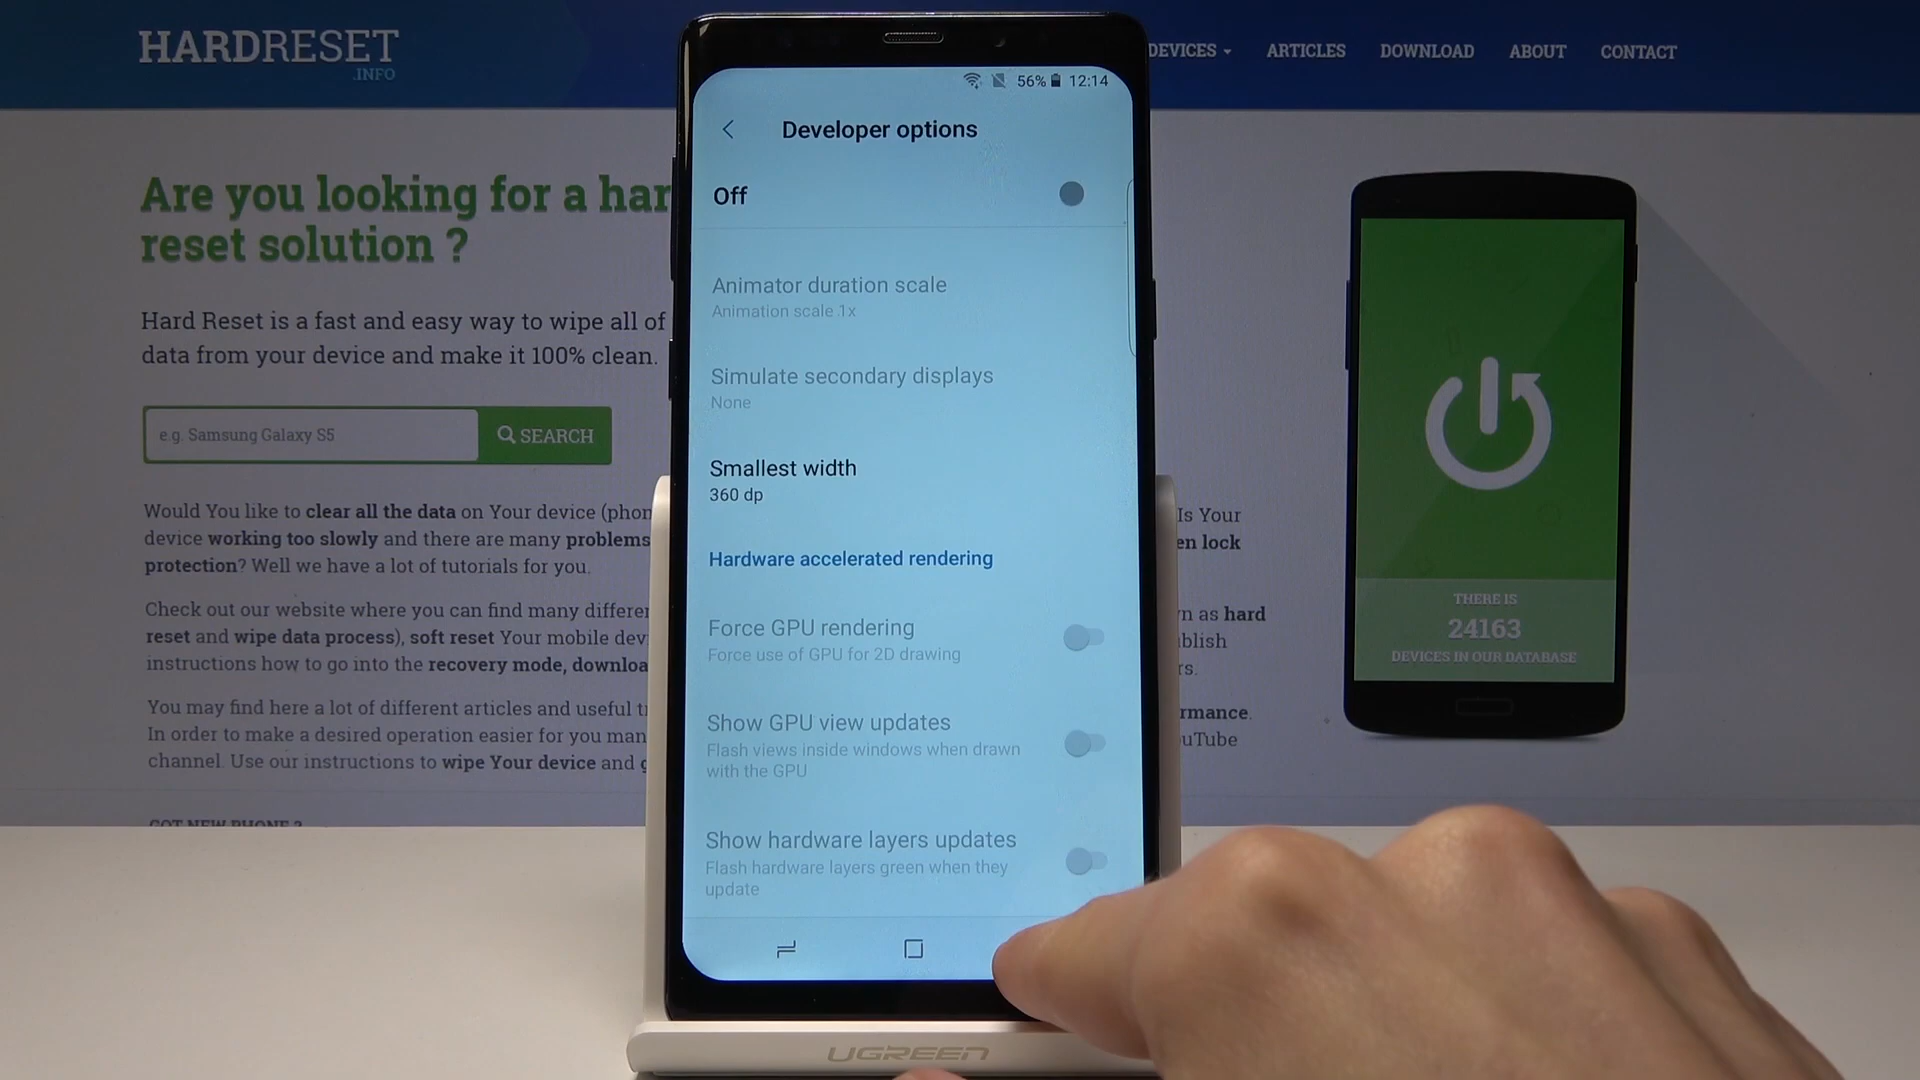 HARDRESET
.INFO
DEVICES
ARTICLES
DOWNLOAD
ABOUT
CONTACT
Are you looking for a har
reset solution ?
Hard Reset is a fast and easy way to wipe all of
data from your device and make it 100% clean.
e.g. Samsung Galaxy S5
SEARCH
Would You like to clear all the data on Your device (phon
device working too slowly and there are many problems
protection? Well we have a lot of tutorials for you.
Check out our website where you can find many differen
reset and wipe data process), soft reset Your mobile dev
instructions how to go into the recovery mode, downloa
You may find here a lot of different articles and useful t
In order to make a desired operation easier for you man
channel. Use our instructions to wipe Your device and g
GOT NEW PHONE ?
56% 12:14
Developer options
Off
Animator duration scale
Animation scale 1x
Simulate secondary displays
None
Smallest width
360 dp
Hardware accelerated rendering
Force GPU rendering
Force use of GPU for 2D drawing
Show GPU view updates
Flash views inside windows when drawn
with the GPU
Show hardware layers updates
Flash hardware layers green when they
update
UGREEN
Is Your
en lock
n as hard
blish
rs.
rmance.
uTube
THERE IS
24163
DEVICES IN OUR DATABASE